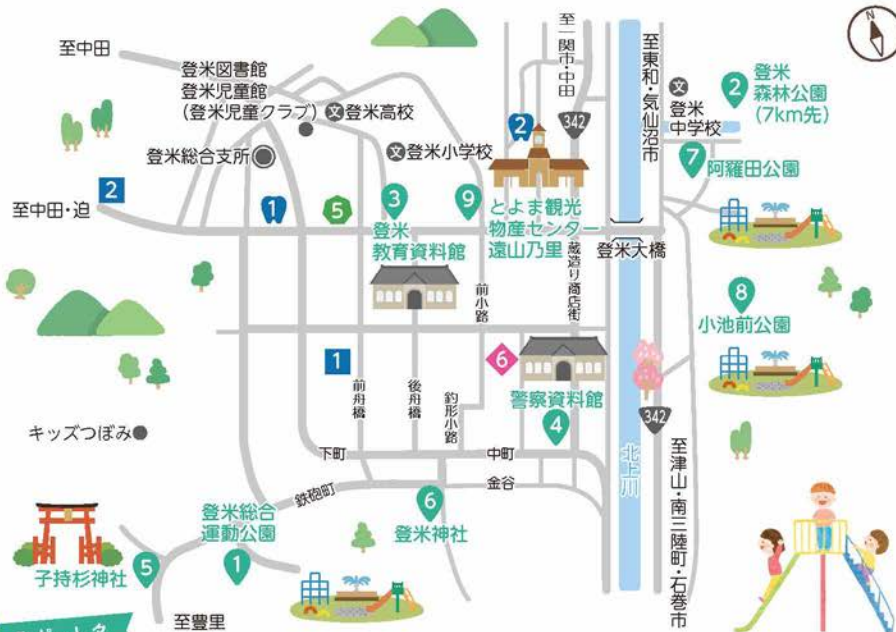 至中田
登米図書館
登米児童館
(登米児童クラブ)
文登米高校
登米総合支所
文登米小学校
至一関市・中田
342
至東和・気仙沼市
N
文
登米
中学校
2
登米
森林公園
(7km先)
7
阿羅田公園
2
至中田・迫
1
5
3
登米
教育資料館
9
2
とよま観光
物産センター
遠山之里
蔵造り商店街
登米大橋
8
小池前公園
前小路
1
前舟橋
後舟橋
釣形小路
6
警察資料館
4
342
北上川
至津山・南三陸町・石巻市
キッズつぼみ
下町
中町
鉄砲町
金谷
登米総合
運動公園
1
6
登米神社
子持杉神社
5
至豊里